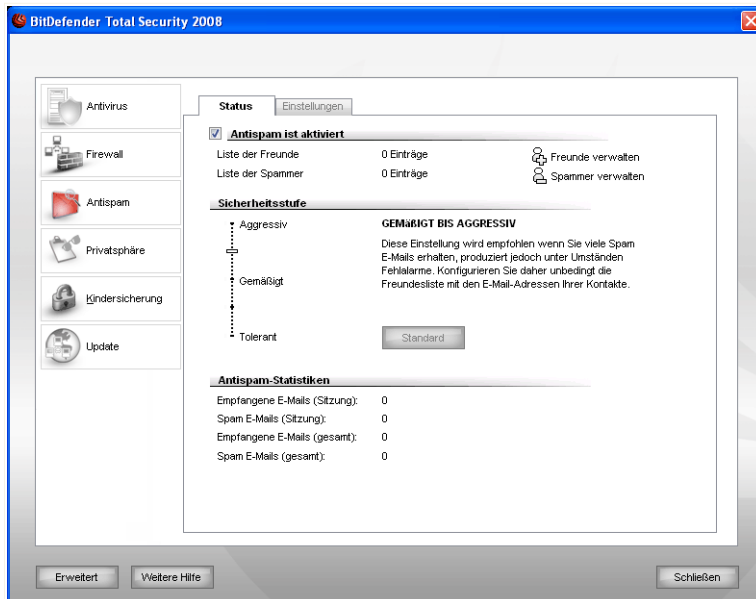 BitDefender Total Security 2008
Antivirus
Firewall
Antispam
Privatsphäre
Kindersicherung
Update
Status
Einstellungen
Antispam ist aktiviert
Liste der Freunde 0 Einträge Freunde verwalten
Liste der Spammer 0 Einträge Spammer verwalten
Sicherheitsstufe
Aggressiv
Gemäßigt
Tolerant
GEMÄßIGT BIS AGGRESSIV
Diese Einstellung wird empfohlen wenn Sie viele Spam
E-Mails erhalten, produziert jedoch unter Umständen
Fehlalarme. Konfigurieren Sie daher unbedingt die
Freundesliste mit den E-Mail-Adressen Ihrer Kontakte.
Standard
Antispam-Statistiken
Empfangene E-Mails (Sitzung): 0
Spam E-Mails (Sitzung): 0
Empfangene E-Mails (gesamt): 0
Spam E-Mails (gesamt): 0
Erweitert
Weitere Hilfe
Schließen